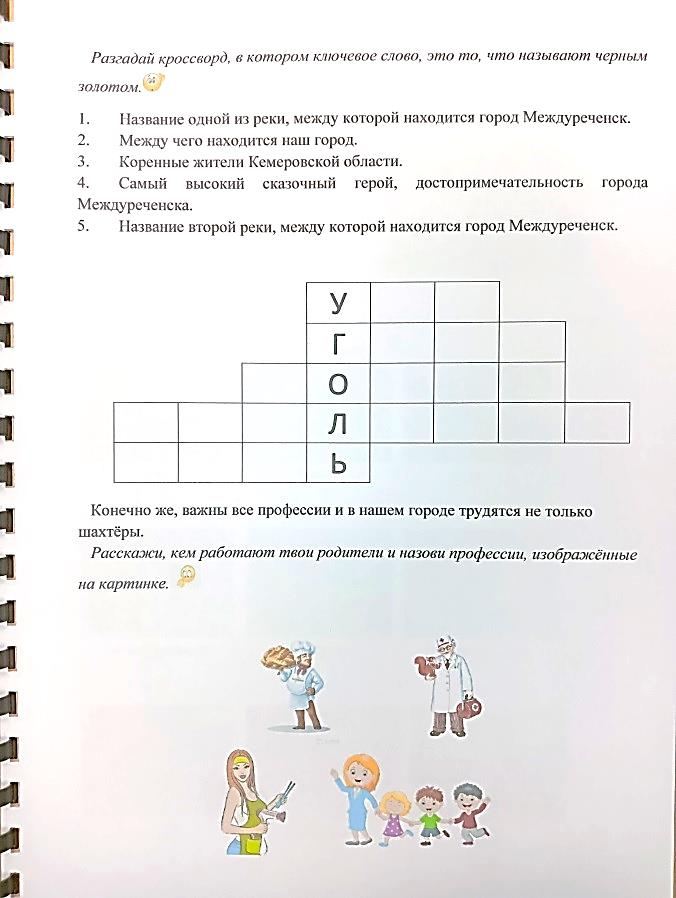 Разгадай кроссворд, в котором ключевое слово, это то, что называют черным
золотом.
1. Название одной из реки, между которой находится город Междуреченск.
2. Между чего находится наш город.
3. Коренные жители Кемеровской области.
4. Самый высокий сказочный герой, достопримечательность города
Междуреченска.
5. Название второй реки, между которой находится город Междуреченск.
У
Г
О
Л
Ь
Конечно же, важны все профессии и в нашем городе трудятся не только
шахтёры.
Расскажи, кем работают твои родители и назови профессии, изображённые
на картинке.